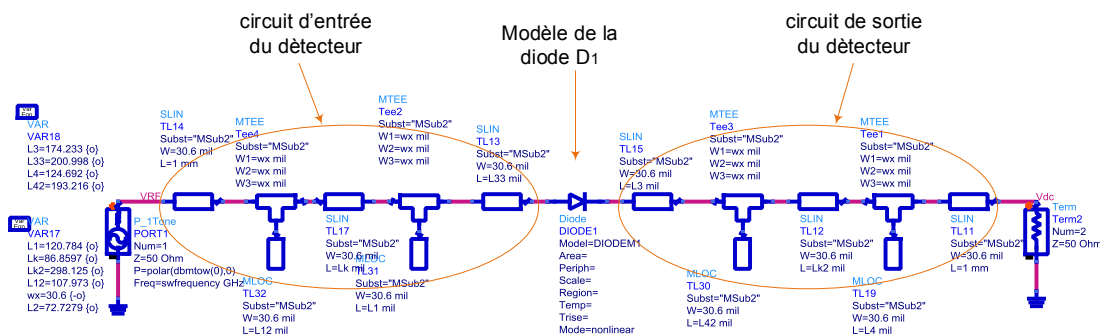 circuit d'entrée
du dètecteur
Modèle de la
diode D1
circuit de sortie
du dètecteur
Var
Eqn
VAR
VAR18
L3=174.233 {o}
L33=200.998 {o}
L4=124.692 {o}
L42=193.216 {o}
Var
Eqn
VAR
VAR17
L1=120.784 {o}
Lk=86.8597 {o}
Lk2=298.125 {o}
L12=107.973 {o}
wx=30.6 {-o}
L2=72.7279 {o}
VRF
P_1Tone
PORT1
Num=1
Z=50 Ohm
P=polar(dbmtow(0),0)
Freq=swfrequency GHz
SLIN
TL14
Subst="MSub2"
W=30.6 mil
L=1 mm
MTEE
Tee4
Subst="MSub2"
W1=wx mil
W2=wx mil
W3=wx mil
MLOC
TL32
Subst="MSub2"
W=30.6 mil
L=L12 mil
SLIN
TL17
Subst="MSub2"
W=30.6 mil
L=Lk mil
MTEE
Tee2
Subst="MSub2"
W1=wx mil
W2=wx mil
W3=wx mil
MLOC
TL31
Subst="MSub2"
W=30.6 mil
L=L1 mil
SLIN
TL13
Subst="MSub2"
W=30.6 mil
L=L33 mil
Diode
DIODE1
Model=DIODEM1
Area=
Periph=
Scale=
Region=
Temp=
Trise=
Mode=nonlinear
SLIN
TL15
Subst="MSub2"
W=30.6 mil
L=L3 mil
MTEE
Tee3
Subst="MSub2"
W1=wx mil
W2=wx mil
W3=wx mil
MLOC
TL30
Subst="MSub2"
W=30.6 mil
L=L42 mil
SLIN
TL12
Subst="MSub2"
W=30.6 mil
L=Lk2 mil
MTEE
Tee1
Subst="MSub2"
W1=wx mil
W2=wx mil
W3=wx mil
MLOC
TL19
Subst="MSub2"
W=30.6 mil
L=L4 mil
SLIN
TL11
Subst="MSub2"
W=30.6 mil
L=1 mm
Vdc
Term
Term2
Num=2
Z=50 Ohm